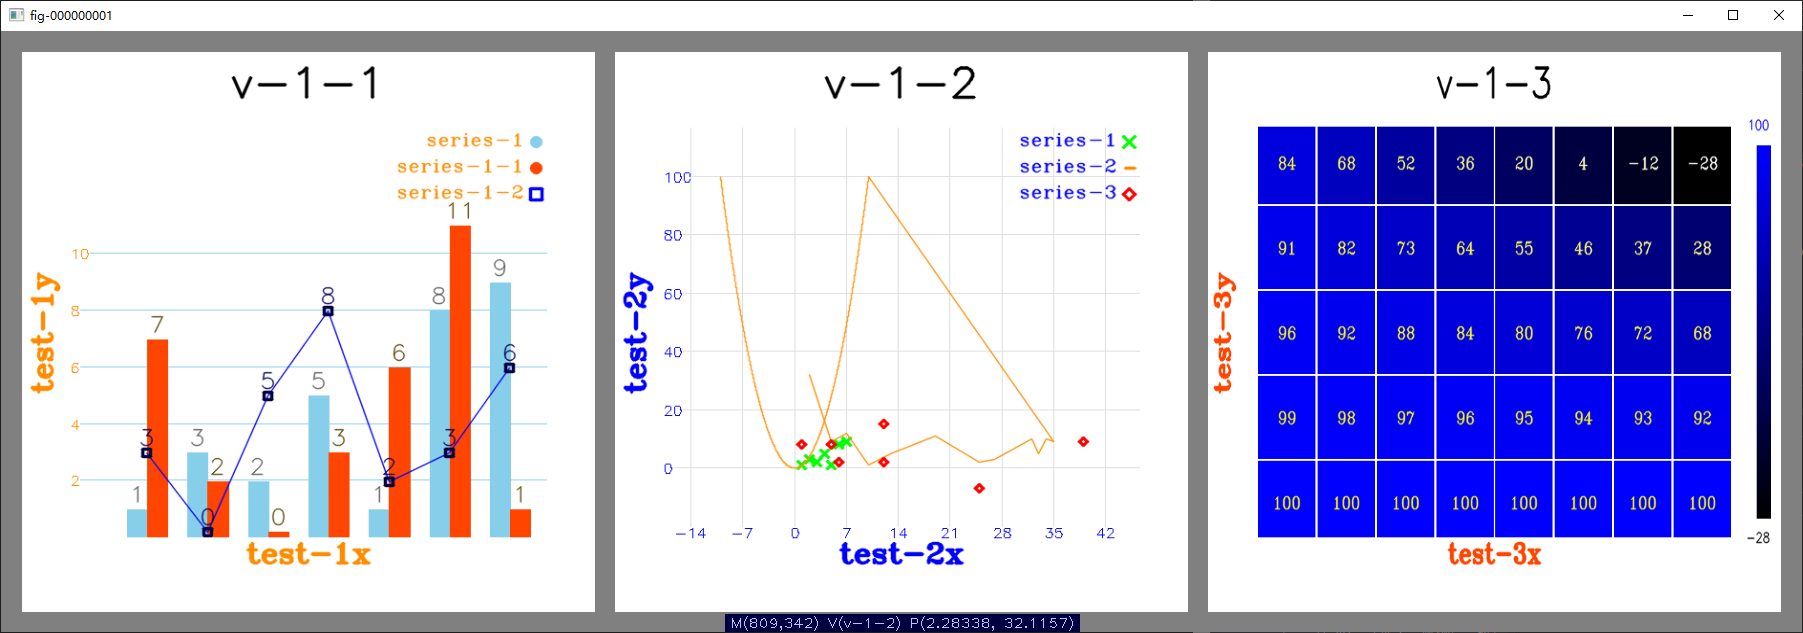 fig-000000001
v-1-1
series-1
series-1-1
series-1-2
11
10
9
8
8
8
7
6
6
6
5
5
4
3
3
3
3
2
2
2
2
1
1
1
0
0
test-1y
test-1x
v-1-2
series-1
series-2
series-3
100
80
60
40
20
0
-14 -7 0 7 14 21 28 35 42
test-2y
test-2x
v-1-3
100
84 68 52 36 20 4 -12 -28
91 82 73 64 55 46 37 28
96 92 88 84 80 76 72 68
99 98 97 96 95 94 93 92
100 100 100 100 100 100 100 100
-28
test-3y
test-3x
M(809,342) V(v-1-2) P(2.28338, 32.1157)